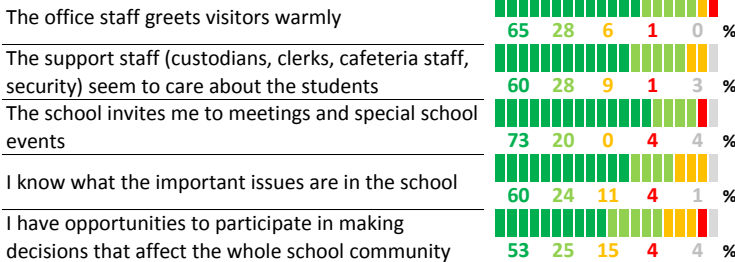 The office staff greets visitors warmly
65 28 6 1 0 %
The support staff (custodians, clerks, cafeteria staff,
security) seem to care about the students
60 28 9 1 3 %
The school invites me to meetings and special school
events
73 20 0 4 4 %
I know what the important issues are in the school
60 24 11 4 1 %
I have opportunities to participate in making
decisions that affect the whole school community
53 25 15 4 4 %